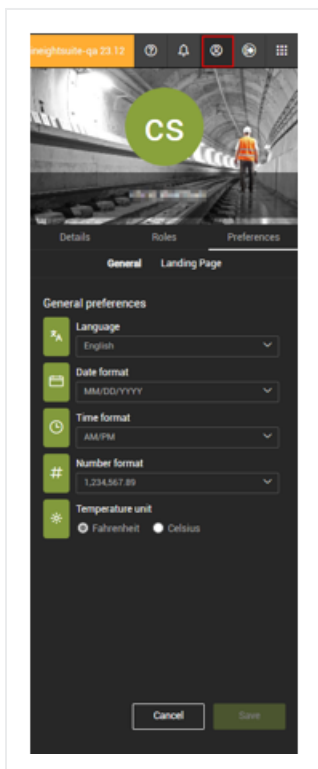 ineightsuite-qa 23.12
CS
Details Roles Preferences
General Landing Page
General preferences
Language
English
Date format
MM/DD/YYYY
Time format
AM/PM
#
Number format
1,234,567.89
Temperature unit
Fahrenheit Celsius
Cancel Save